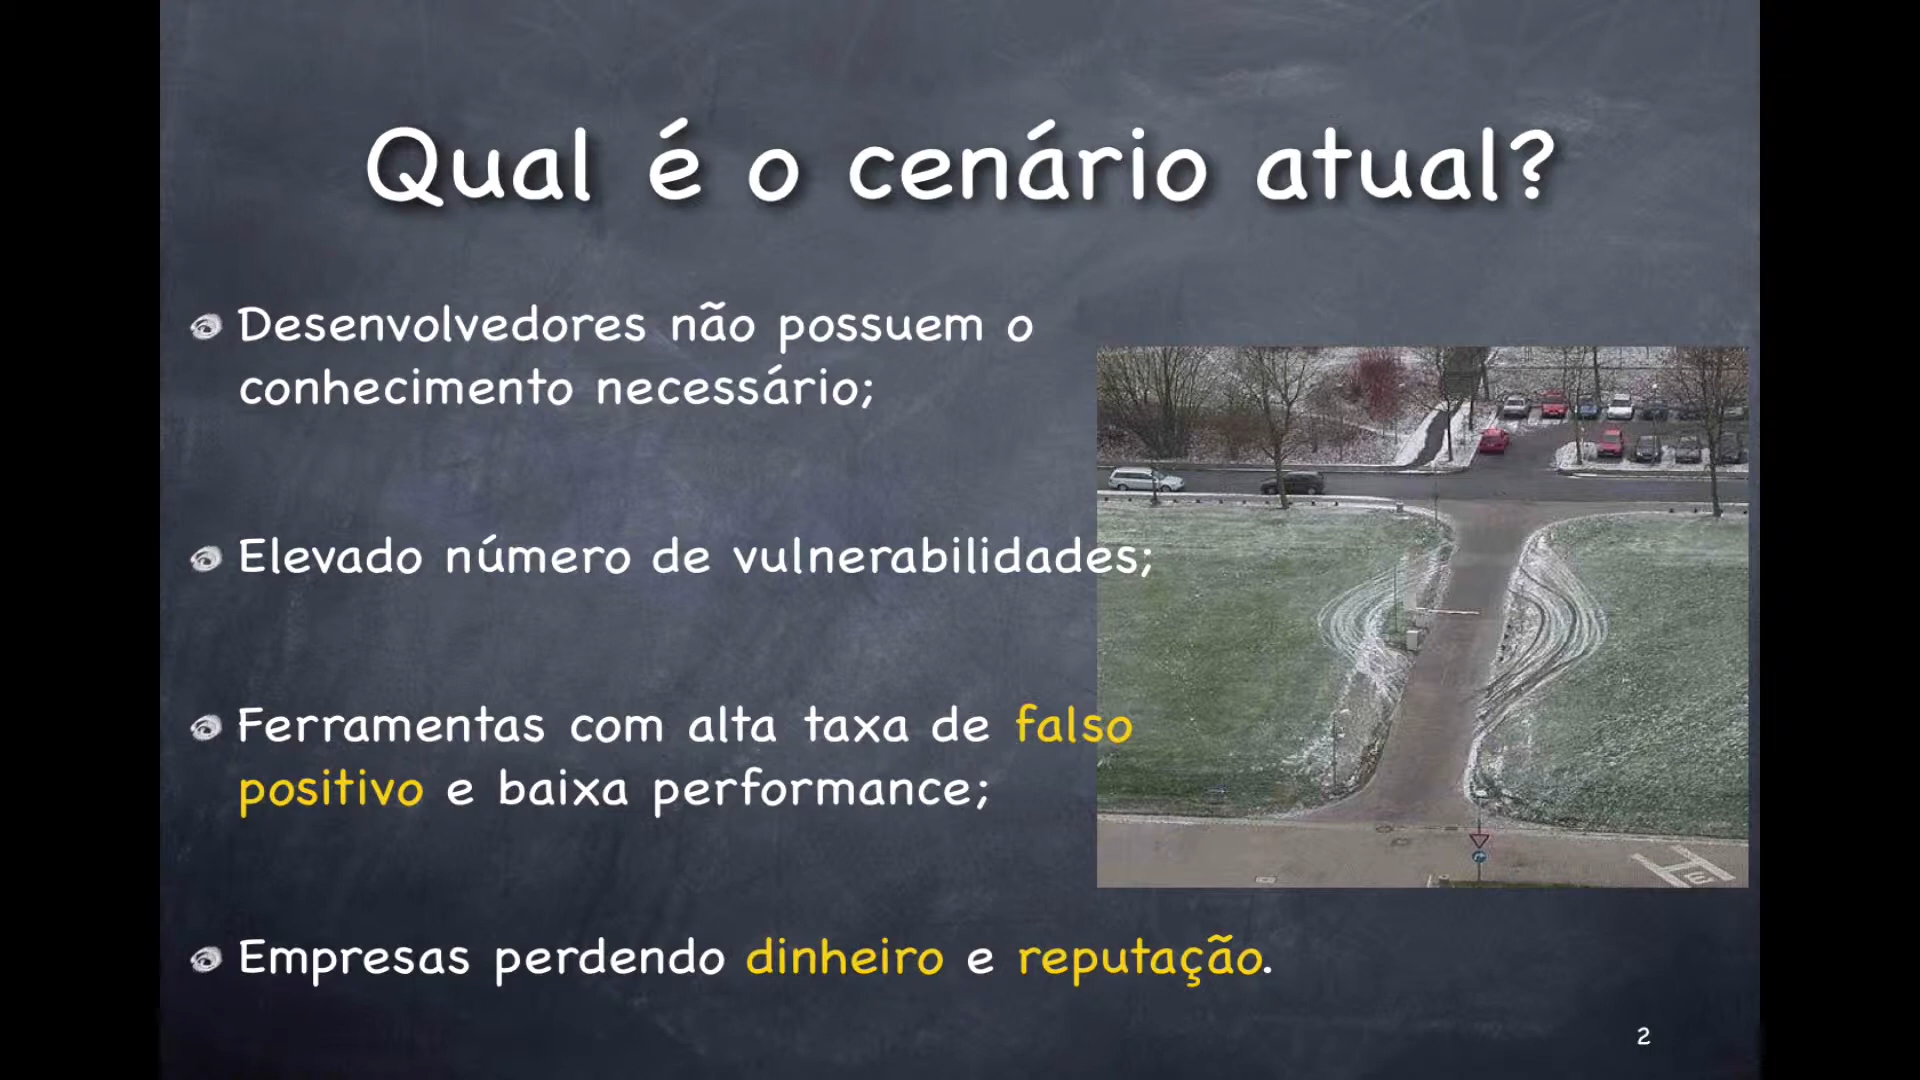 Qual é o cenário atual?
Desenvolvedores não possuem o
conhecimento necessário;
Elevado número de vulnerabilidades;
Ferramentas com alta taxa de falso
positivo e baixa performance;
Empresas perdendo dinheiro e reputação.
2